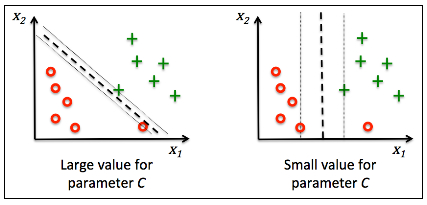 x2
x1
Large value for
parameter C
x2
x1
Small value for
parameter C